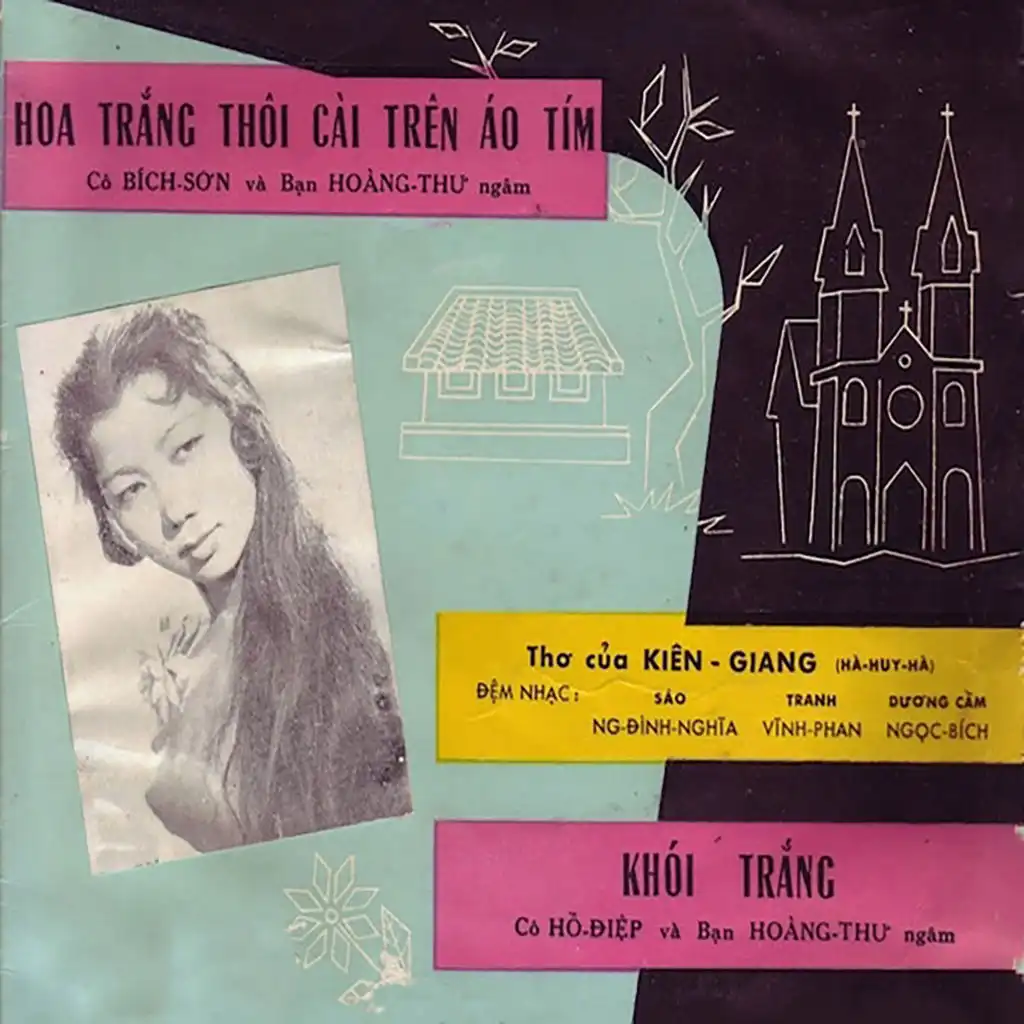 HOA TRẮNG THÔI CÀI TRÊN ÁO TÍM
Cô BÍCH-SƠN và Bạn HOÀNG-THƯ ngâm
Thơ của KIÊN - GIANG (HÀ-HUY-HÀ)
ĐỆM NHẠC: SÁO TRANH DƯƠNG CẦM
NG-ĐÌNH-NGHĨA VĨNH-PHAN NGỌC-BÍCH
KHÓI TRẮNG
Cô HỒ-ĐIỆP và Bạn HOÀNG-THƯ ngâm